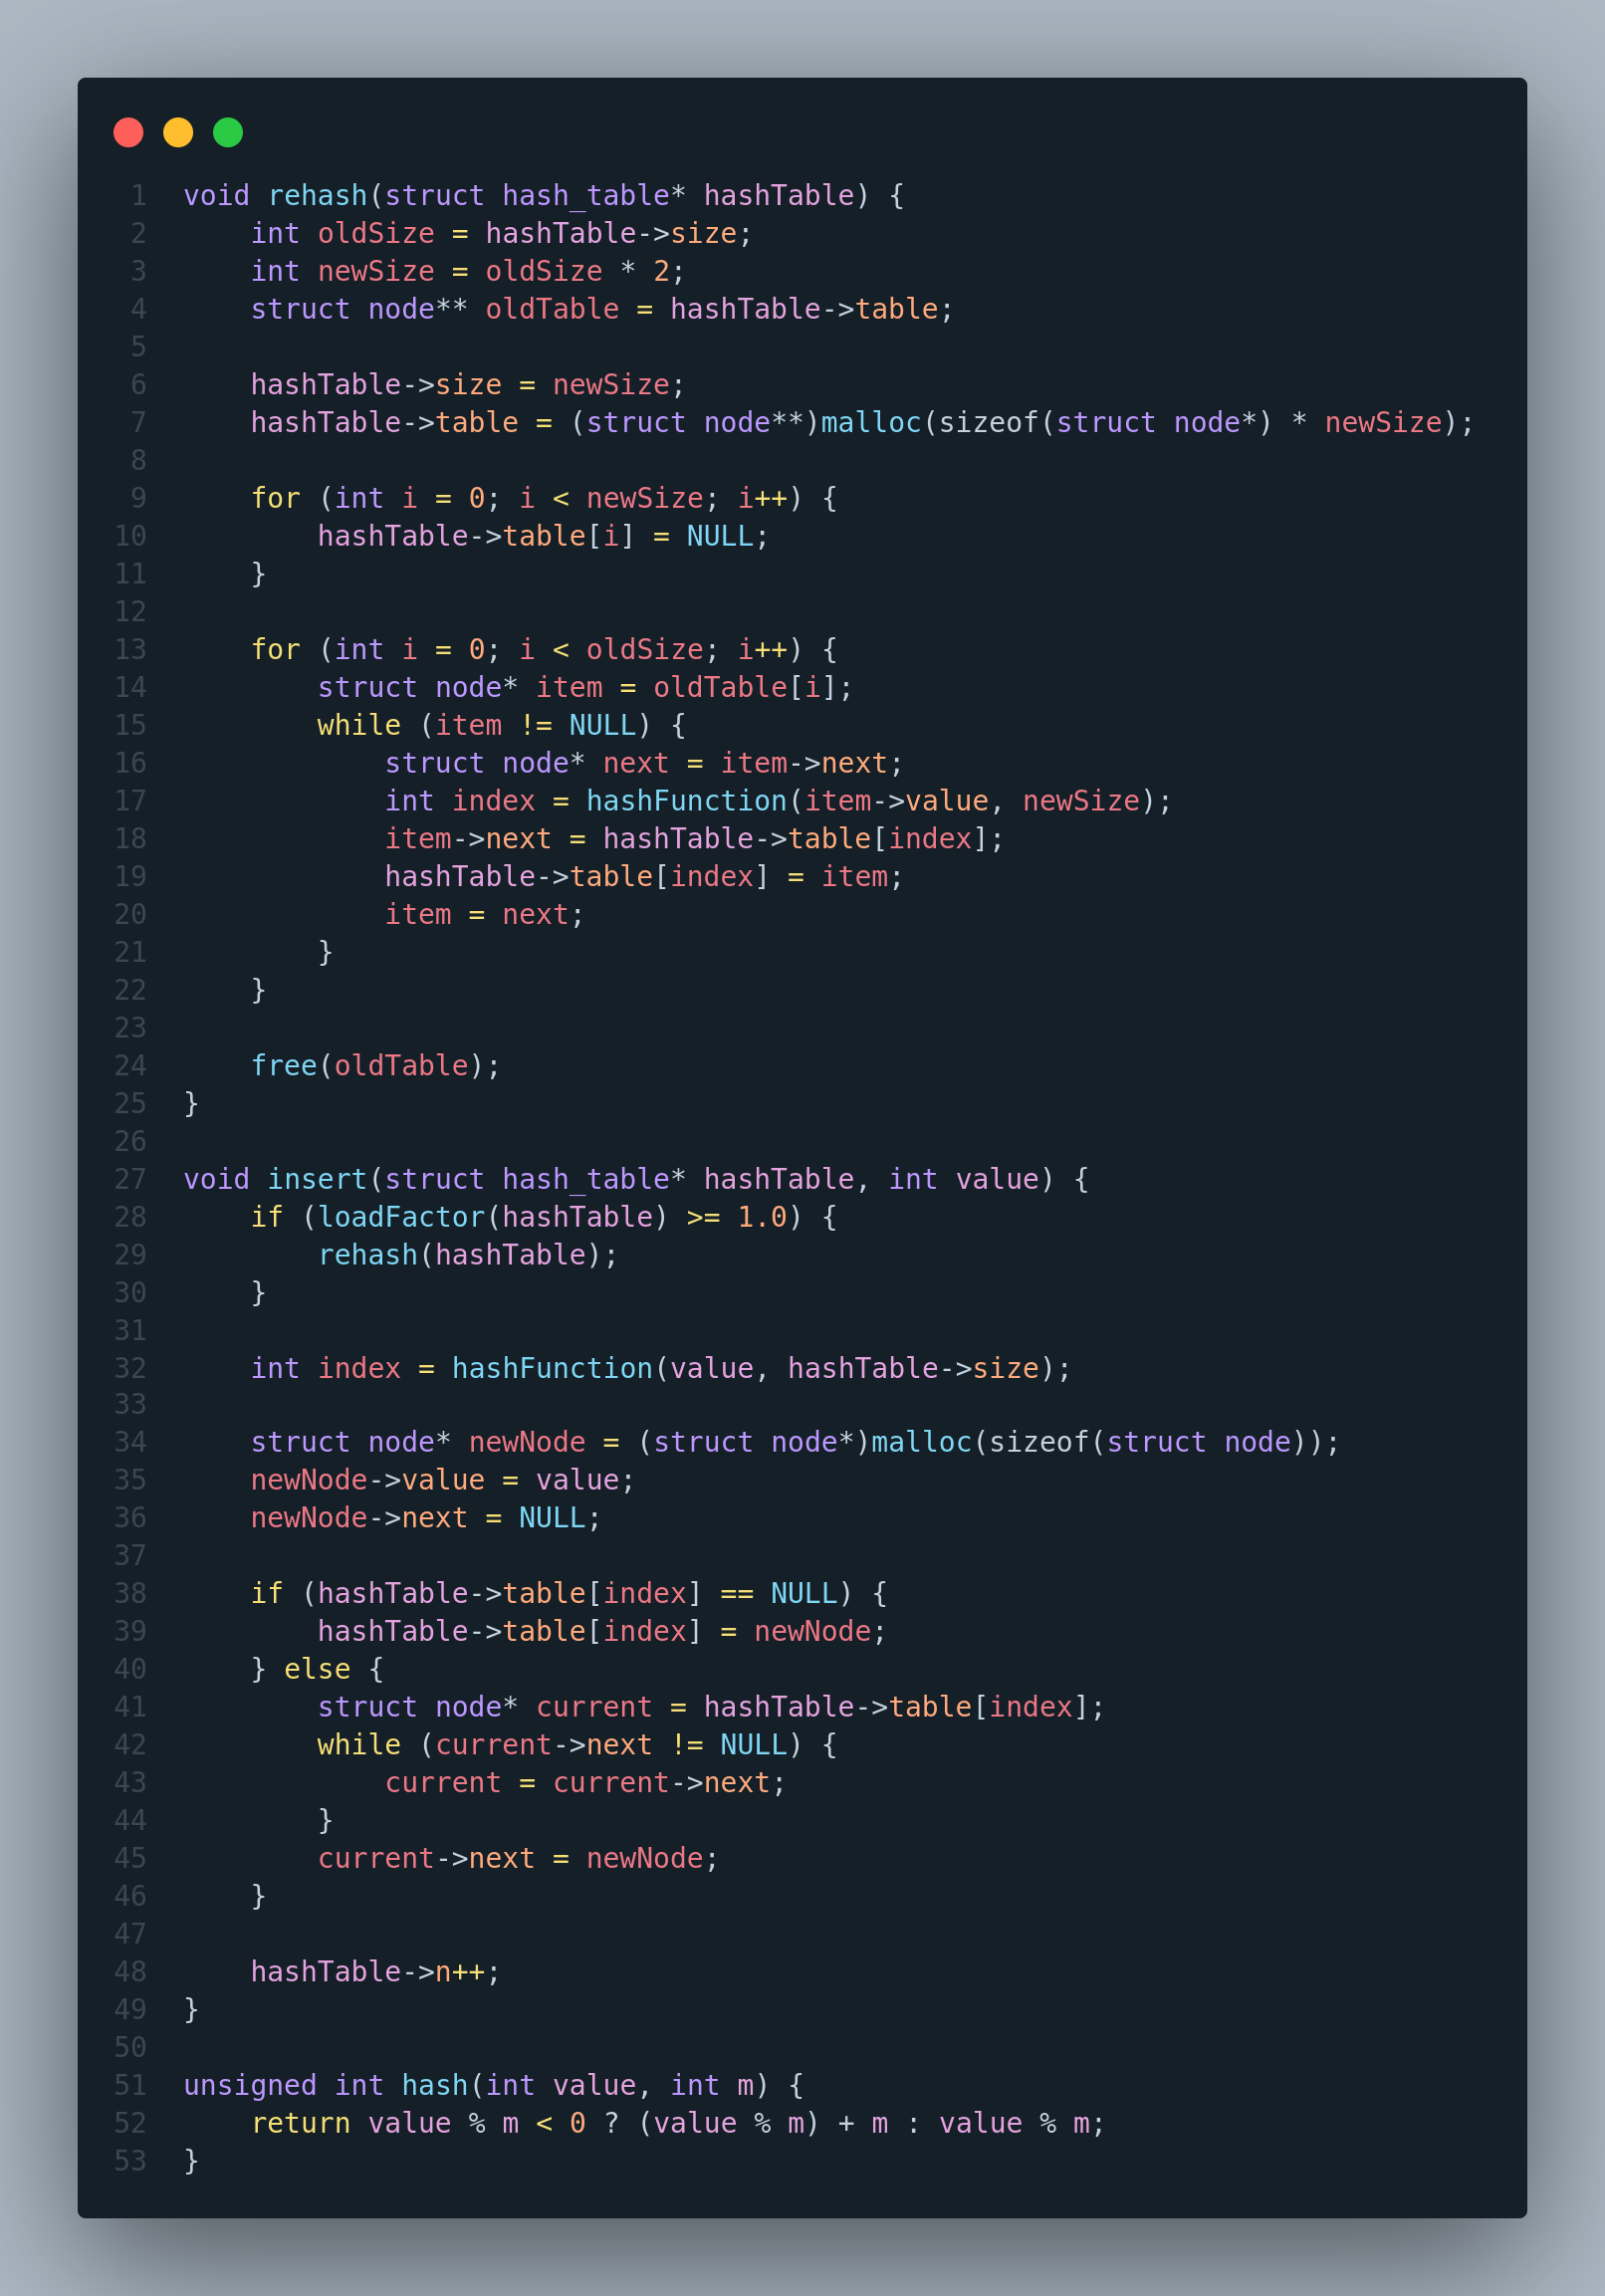 1 void rehash(struct hash_table* hashTable) {
2     int oldSize = hashTable->size;
3     int newSize = oldSize * 2;
4     struct node** oldTable = hashTable->table;
5
6     hashTable->size = newSize;
7     hashTable->table = (struct node**)malloc(sizeof(struct node*) * newSize);
8
9     for (int i = 0; i < newSize; i++) {
10         hashTable->table[i] = NULL;
11     }
12
13     for (int i = 0; i < oldSize; i++) {
14         struct node* item = oldTable[i];
15         while (item != NULL) {
16             struct node* next = item->next;
17             int index = hashFunction(item->value, newSize);
18             item->next = hashTable->table[index];
19             hashTable->table[index] = item;
20             item = next;
21         }
22     }
23
24     free(oldTable);
25 }
26
27 void insert(struct hash_table* hashTable, int value) {
28     if (loadFactor(hashTable) >= 1.0) {
29         rehash(hashTable);
30     }
31
32     int index = hashFunction(value, hashTable->size);
33
34     struct node* newNode = (struct node*)malloc(sizeof(struct node));
35     newNode->value = value;
36     newNode->next = NULL;
37
38     if (hashTable->table[index] == NULL) {
39         hashTable->table[index] = newNode;
40     } else {
41         struct node* current = hashTable->table[index];
42         while (current->next != NULL) {
43             current = current->next;
44         }
45         current->next = newNode;
46     }
47
48     hashTable->n++;
49 }
50
51 unsigned int hash(int value, int m) {
52     return value % m < 0 ? (value % m) + m : value % m;
53 }